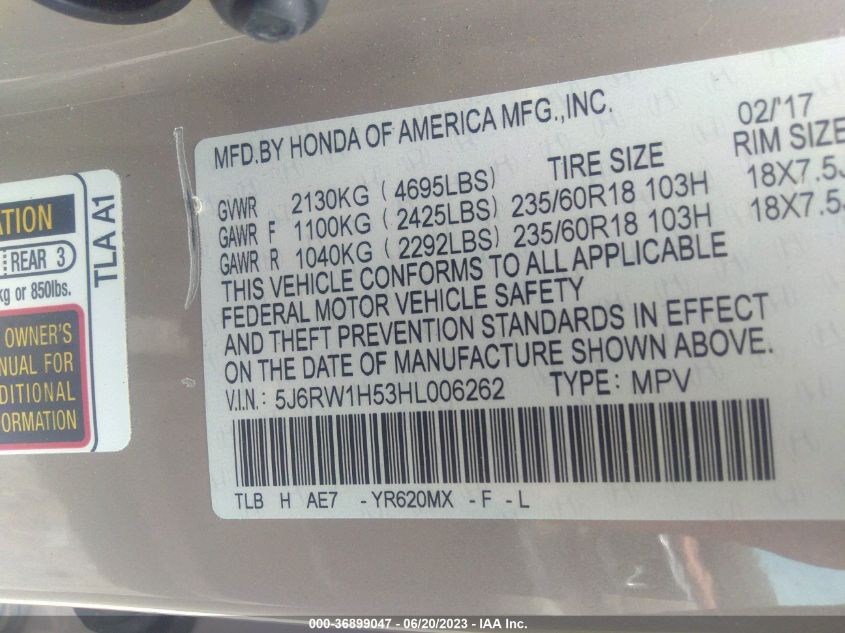 MFD.BY HONDA OF AMERICA MFG.,INC. 02/'17
TIRE SIZE RIM SIZE
GVWR 2130KG ( 4695LBS)
GAWR F 1100KG ( 2425LBS) 235/60R18 103H 18X7.5J
GAWR R 1040KG ( 2292LBS) 235/60R18 103H 18X7.5J
THIS VEHICLE CONFORMS TO ALL APPLICABLE
FEDERAL MOTOR VEHICLE SAFETY
AND THEFT PREVENTION STANDARDS IN EFFECT
ON THE DATE OF MANUFACTURE SHOWN ABOVE.
V.I.N.: 5J6RW1H53HL006262 TYPE: MPV
TLB H AE7 - YR620MX - F - L
ATION
REAR 3
kg or 850lbs.
OWNER'S
NUAL FOR
DITIONAL
ORMATION
TLA A1
000-36899047 - 06/20/2023 - IAA Inc.